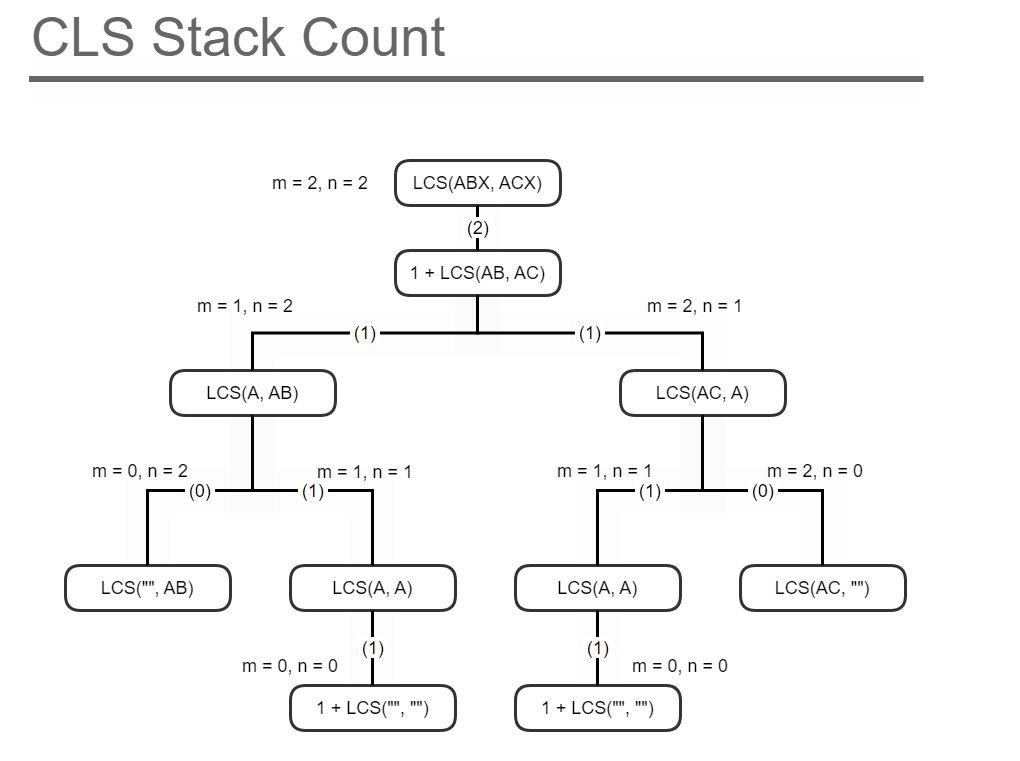 CLS Stack Count
m = 2, n = 2
LCS(ABX, ACX)
(2)
1 + LCS(AB, AC)
m = 1, n = 2
m = 2, n = 1
(1)
(1)
LCS(A, AB)
LCS(AC, A)
m = 0, n = 2
m = 1, n = 1
m = 1, n = 1
m = 2, n = 0
(0)
(1)
(1)
(0)
LCS("", AB)
LCS(A, A)
LCS(A, A)
LCS(AC, "")
(1)
(1)
m = 0, n = 0
m = 0, n = 0
1 + LCS("", "")
1 + LCS("", "")